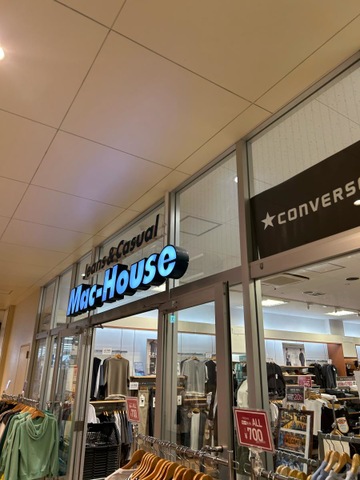 Jeans & Casual
Mac-House
★CONVERSE
ALL
¥700